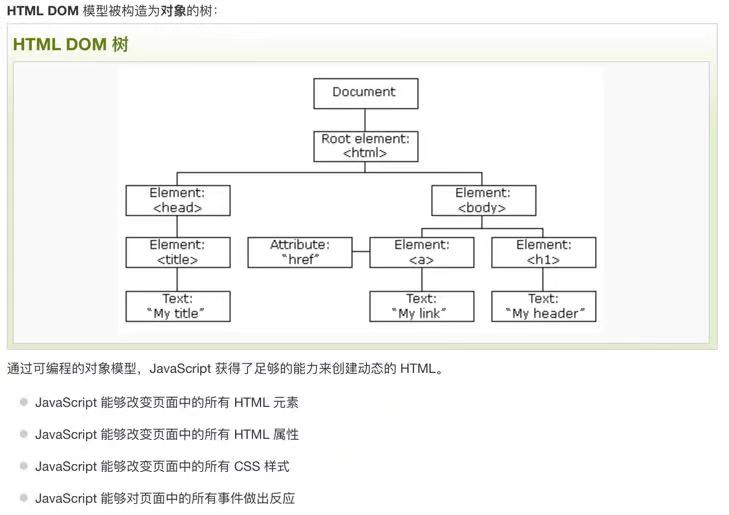 HTML DOM 模型被构造为对象的树：
HTML DOM 树
Document
Root element:
<html>
Element:
<head>
Element:
<body>
Element:
<title>
Attribute:
“href”
Element:
<a>
Element:
<h1>
Text:
“My title”
Text:
“My link”
Text:
“My header”
通过可编程的对象模型，JavaScript 获得了足够的能力来创建动态的 HTML。
JavaScript 能够改变页面中的所有 HTML 元素
JavaScript 能够改变页面中的所有 HTML 属性
JavaScript 能够改变页面中的所有 CSS 样式
JavaScript 能够对页面中的所有事件做出反应